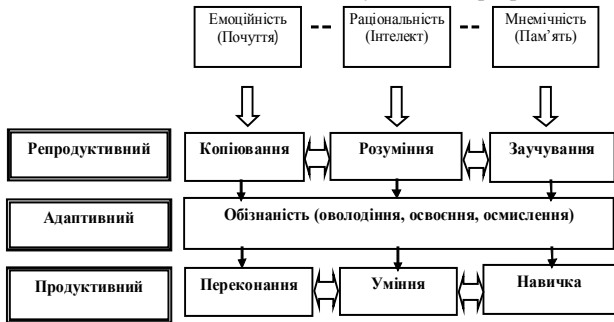 Емоційність
(Почуття)
Раціональність
(Інтелект)
Мнемічність
(Пам’ять)
Репродуктивний
Копіювання
Розуміння
Заучування
Адаптивний
Обізнаність (оволодіння, освоєння, осмислення)
Продуктивний
Переконання
Уміння
Навичка